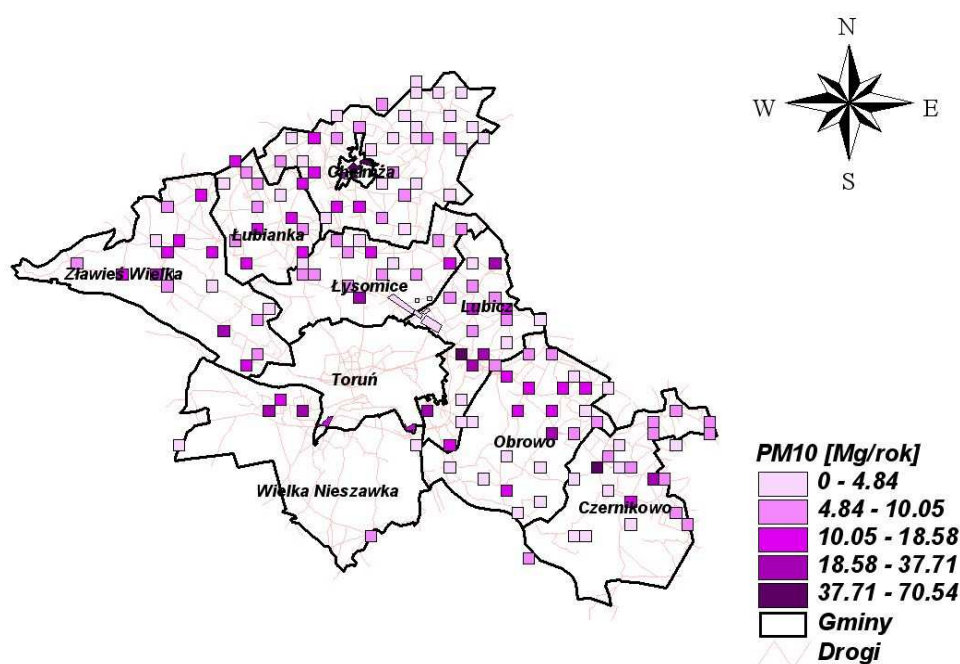 N
W
E
S
Chełmża
Łubianka
Zławieś Wielka
Łysomice
Lubicz
Toruń
Obrowo
Wielka Nieszawka
Czernikowo
PM10 [Mg/rok]
0 - 4.84
4.84 - 10.05
10.05 - 18.58
18.58 - 37.71
37.71 - 70.54
Gminy
Drogi